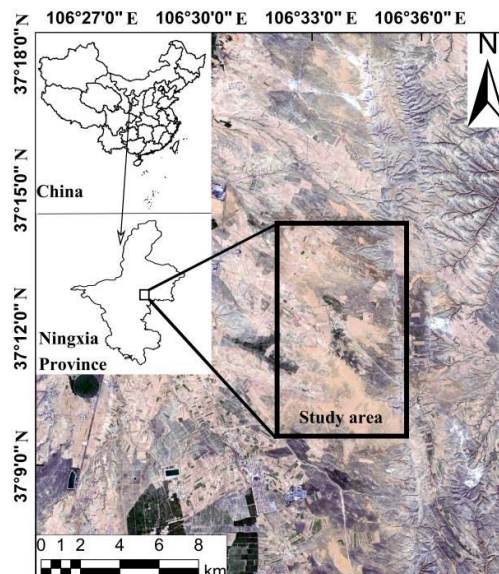 106°27'0" E 106°30'0" E 106°33'0" E 106°36'0" E
37°18'0" N
37°15'0" N
37°12'0" N
37°9'0" N
N
China
Ningxia
Province
Study area
0 1 2 4 6 8
km